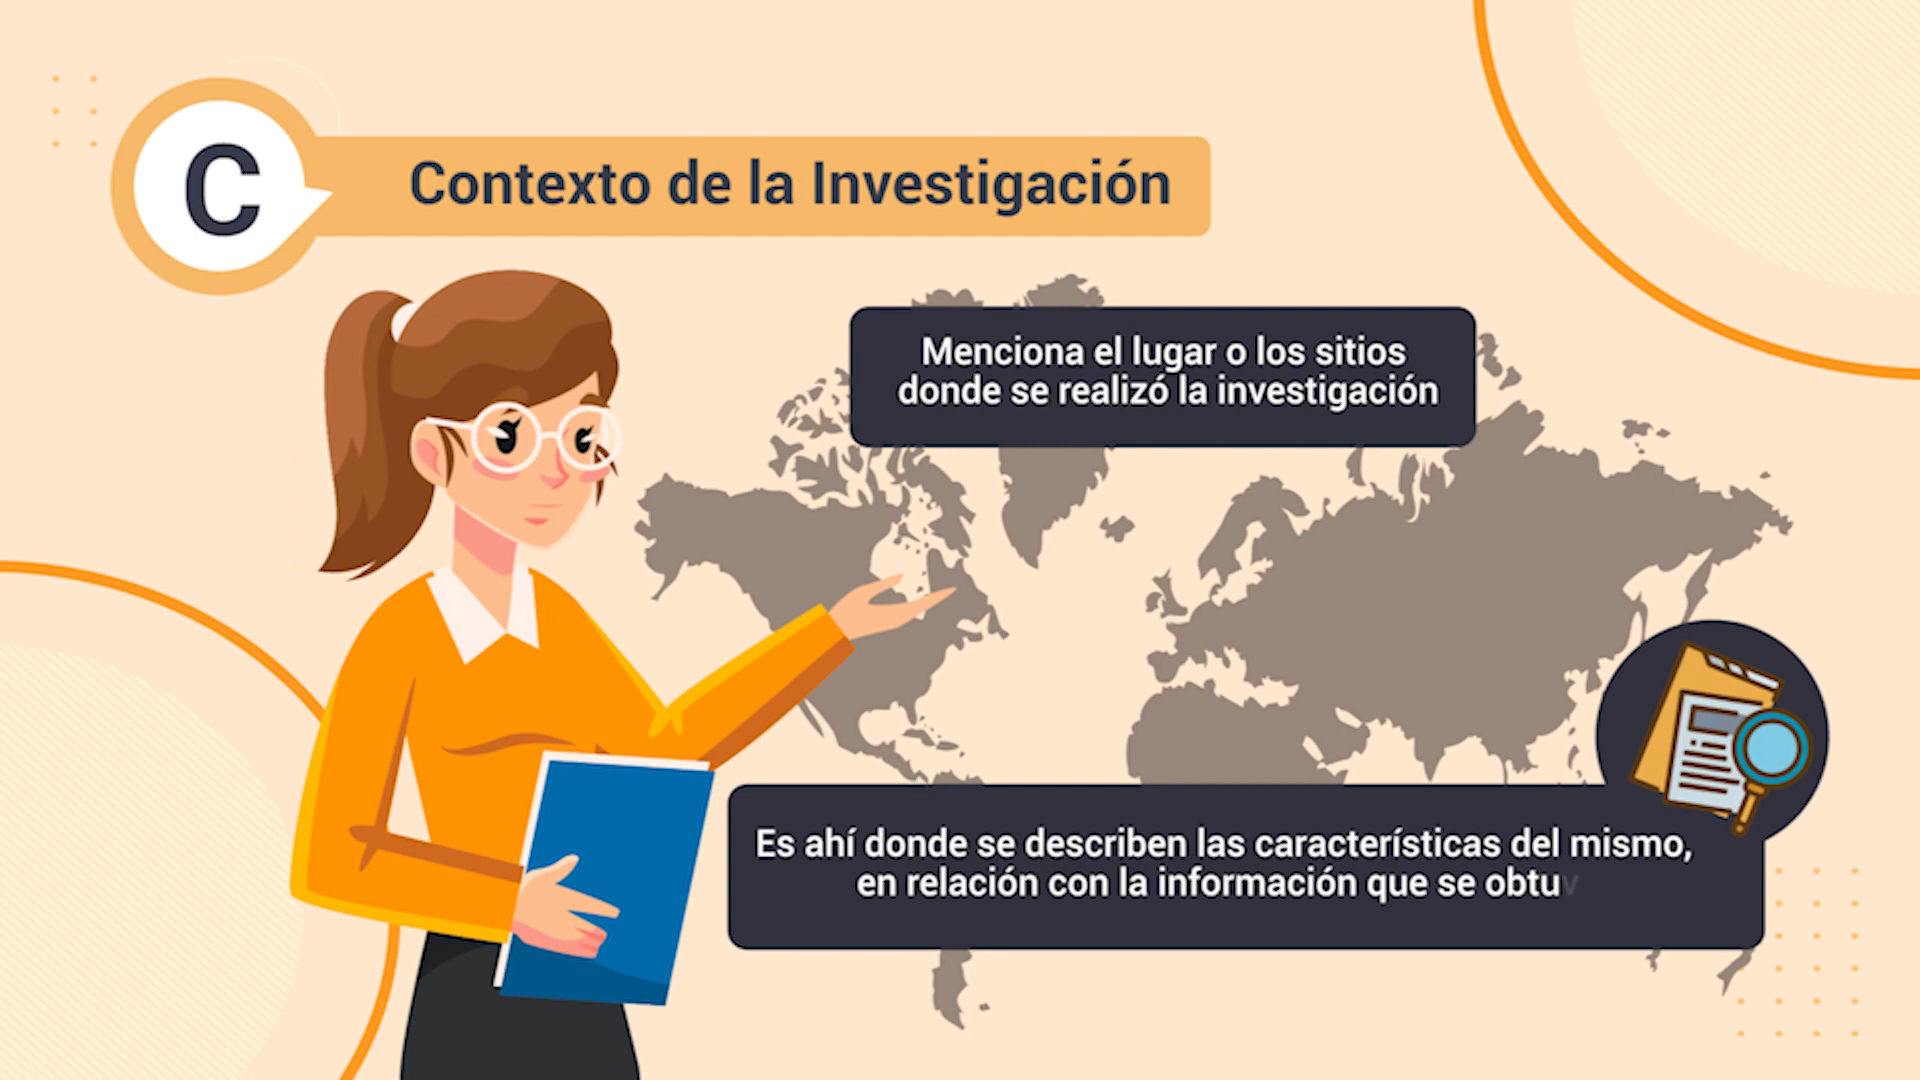 C
Contexto de la Investigación
Menciona el lugar o los sitios
donde se realizó la investigación
Es ahí donde se describen las características del mismo,
en relación con la información que se obtuv